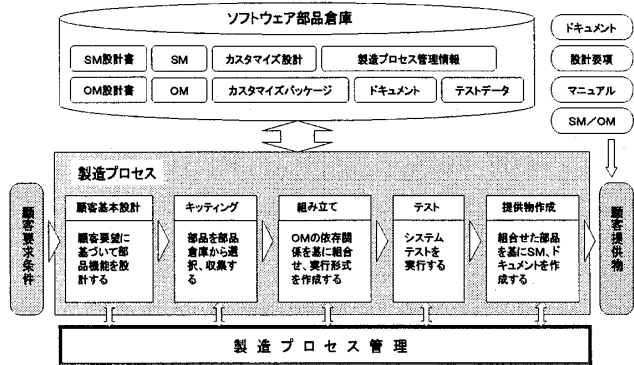 ソフトウェア部品倉庫
SM設計書
SM
カスタマイズ設計
製造プロセス管理情報
OM設計書
OM
カスタマイズパッケージ
ドキュメント
テストデータ
ドキュメント
設計要項
マニュアル
SM/OM
製造プロセス
顧客要求条件
顧客基本設計
顧客要望に
基づいて部
品機能を設
計する
キッティング
部品を部品
倉庫から選
択、収集す
る
組み立て
OMの依存関
係を基に組合
せ、実行形式
を作成する
テスト
システム
テストを
実行する
提供物作成
組合せた部品
を基にSM、ド
キュメントを作
成する
顧客提供物
製造プロセス管理